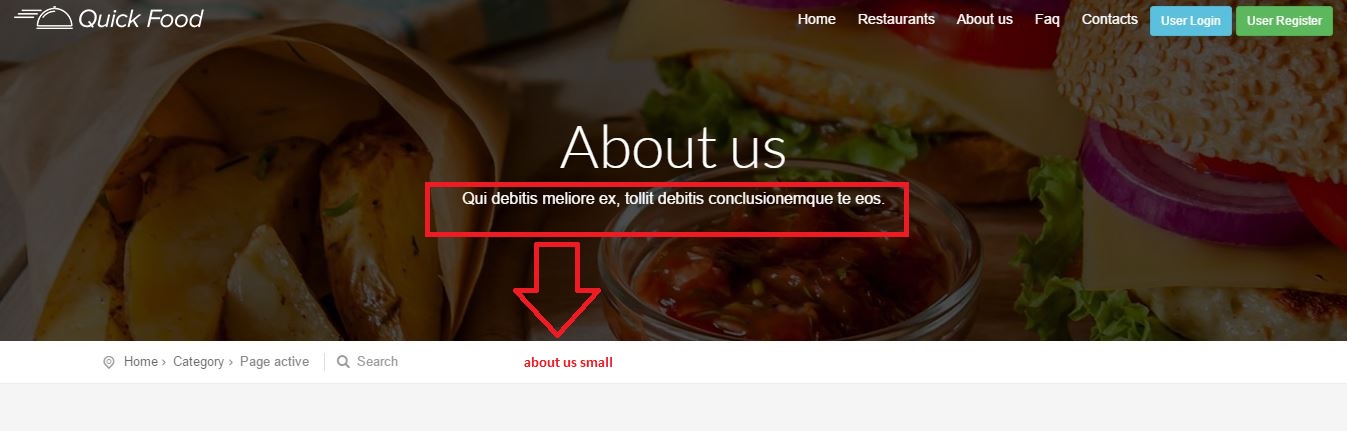 Quick Food
Home Restaurants About us Faq Contacts User Login User Register
About us
Qui debitis meliore ex, tollit debitis conclusionemque te eos.
Home › Category › Page active Search about us small